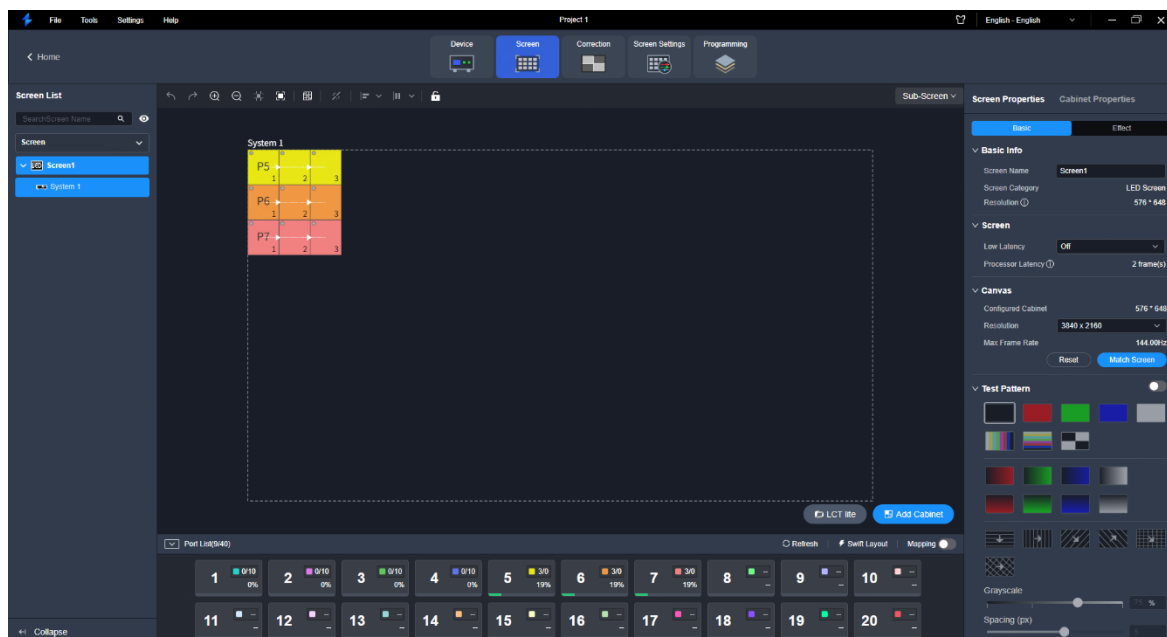 File Tools Settings Help Project 1 English - English
Home
Device Screen Correction Screen Settings Programming
Screen List
SearchScreen Name
Screen
Screen1
System 1
Sub-Screen
System 1
P5 1 2 3
P6 1 2 3
P7 1 2 3
LCT lite Add Cabinet
Port List(9/40) Refresh Swift Layout Mapping
1 0/10 0%
2 0/10 0%
3 0/10 0%
4 0/10 0%
5 3/0 19%
6 3/0 19%
7 3/0 19%
8 --
9 --
10 --
11 --
12 --
13 --
14 --
15 --
16 --
17 --
18 --
19 --
20 --
Collapse
Screen Properties Cabinet Properties
Basic Effect
Basic Info
Screen Name Screen1
Screen Category LED Screen
Resolution 576 * 648
Screen
Low Latency Off
Processor Latency 2 frame(s)
Canvas
Configured Cabinet 576 * 648
Resolution 3840 x 2160
Max Frame Rate 144.00Hz
Reset Match Screen
Test Pattern
Grayscale 75 %
Spacing (px)